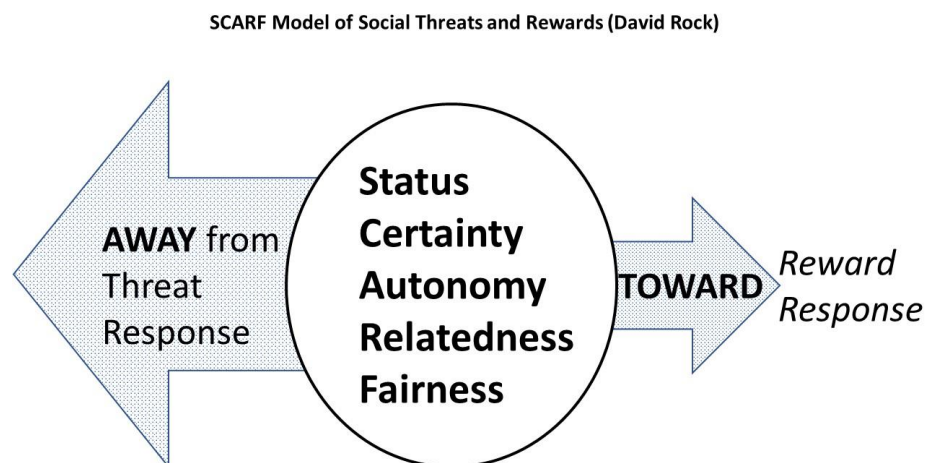 SCARF Model of Social Threats and Rewards (David Rock)
AWAY from
Threat
Response
Status
Certainty
Autonomy
Relatedness
Fairness
TOWARD
Reward
Response